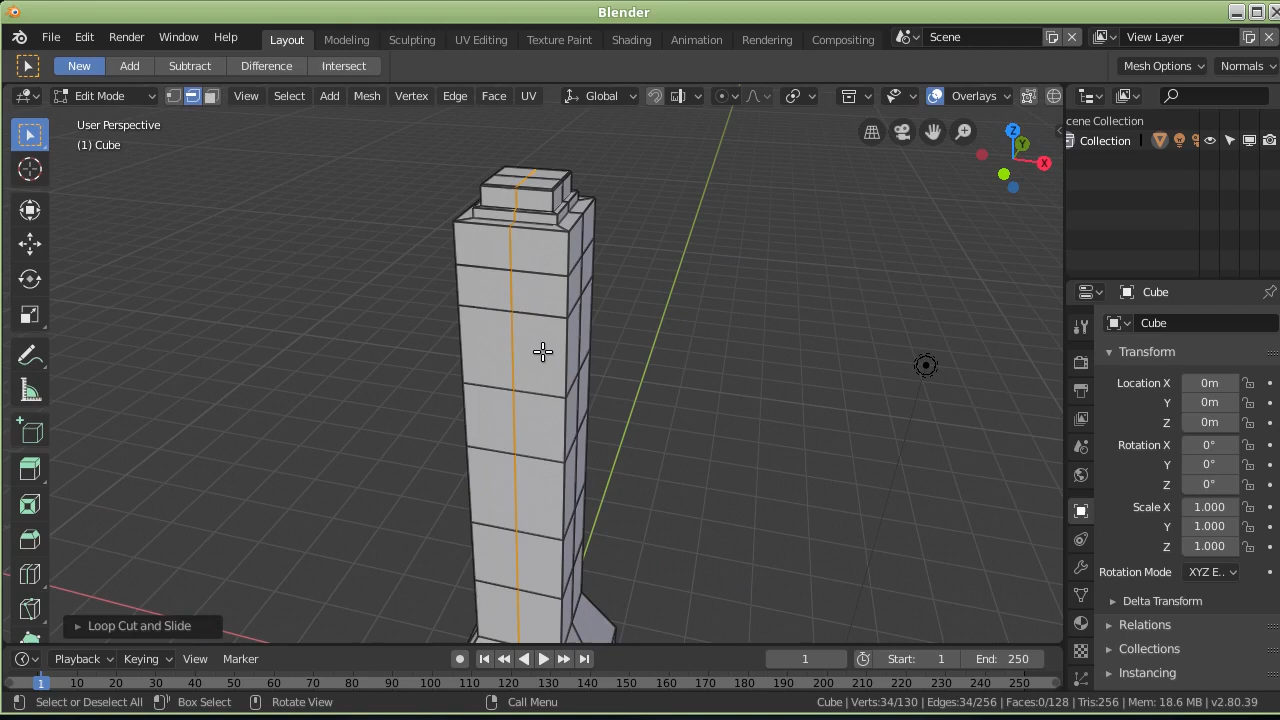 Blender
File Edit Render Window Help Layout Modeling Sculpting UV Editing Texture Paint Shading Animation Rendering Compositing Scene View Layer
New Add Subtract Difference Intersect Mesh Options Normals
Edit Mode View Select Add Mesh Vertex Edge Face UV Global Overlays
User Perspective
(1) Cube
Z
Y
X
cene Collection
Collection
Cube
Cube
Transform
Location X 0m
Y 0m
Z 0m
Rotation X 0°
Y 0°
Z 0°
Scale X 1.000
Y 1.000
Z 1.000
Rotation Mode XYZ E..
Delta Transform
Relations
Collections
Instancing
Loop Cut and Slide
Playback Keying View Marker 1 Start: 1 End: 250
1 10 20 30 40 50 60 70 80 90 100 110 120 130 140 150 160 170 180 190 200 210 220 230 240 250
Select or Deselect All Box Select Rotate View Call Menu Cube | Verts:34/130 | Edges:34/256 | Faces:0/128 | Tris:256 | Mem: 18.6 MB | v2.80.39